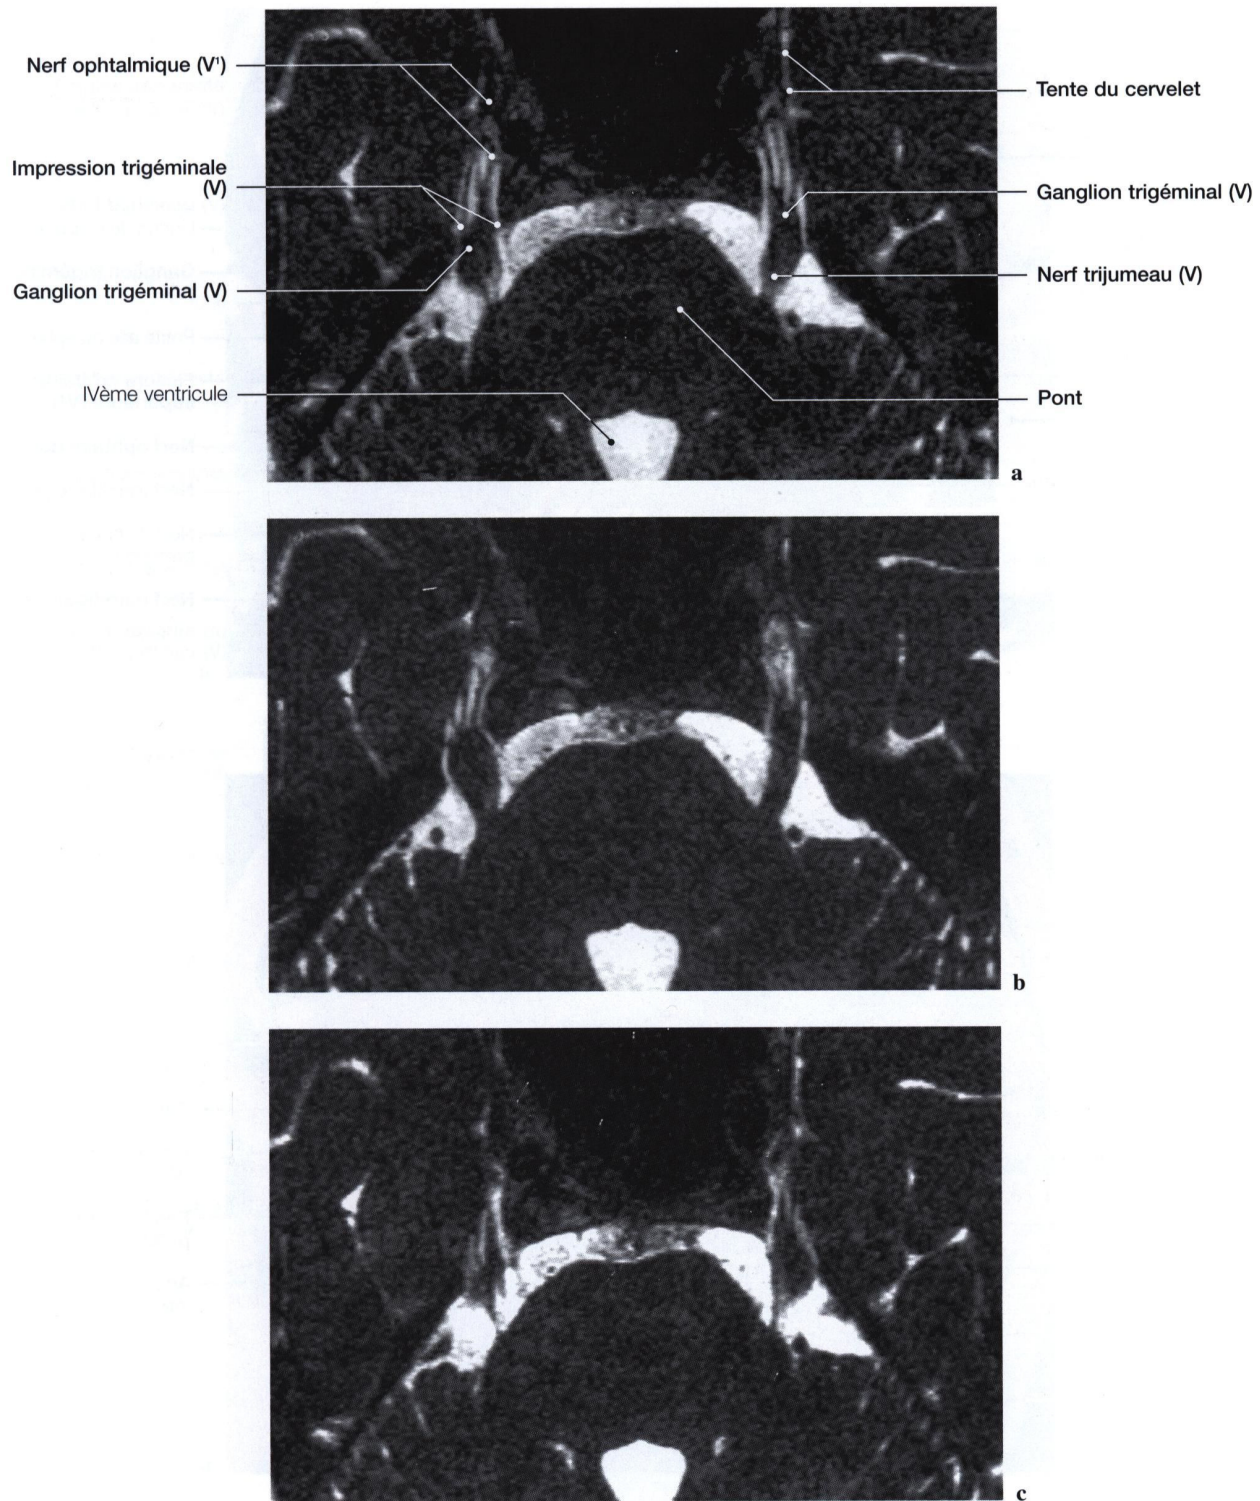 Nerf ophtalmique (V¹)
Impression trigéminale
(V)
Ganglion trigéminal (V)
IVème ventricule
Tente du cervelet
Ganglion trigéminal (V)
Nerf trijumeau (V)
Pont
a
b
c